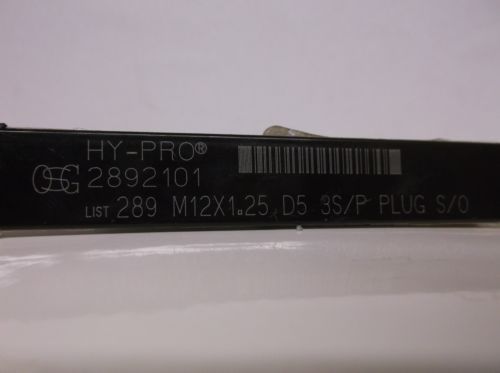 HY-PRO®
OSG 2892101
LIST 289 M12X1.25 D5 3S/P PLUG S/O